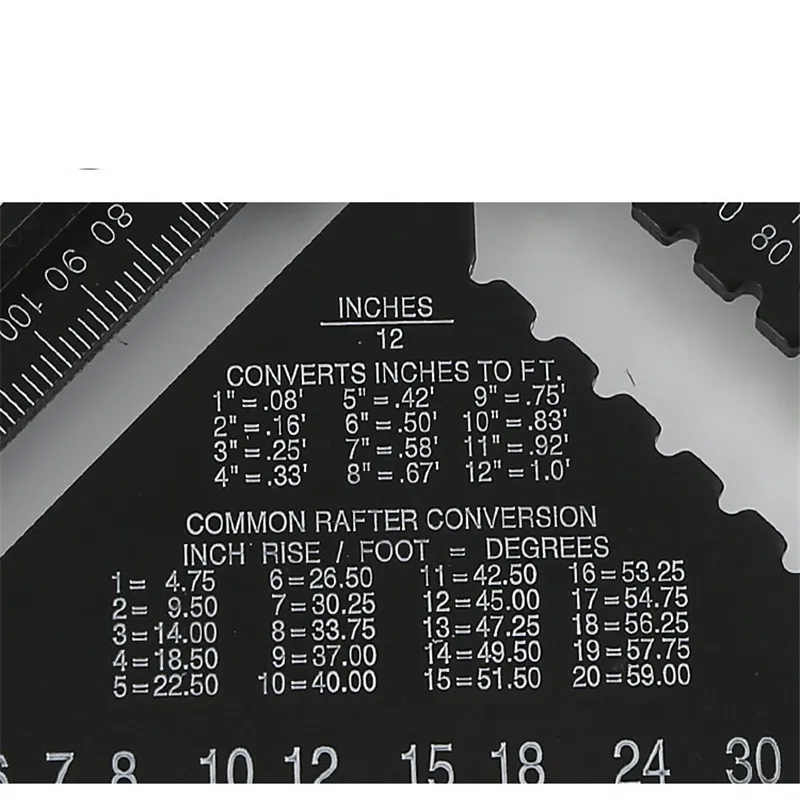 80 90 100
0 80
INCHES
12
CONVERTS INCHES TO FT.
1" = .08' 5" = .42' 9" = .75'
2" = .16' 6" = .50' 10" = .83'
3" = .25' 7" = .58' 11" = .92'
4" = .33' 8" = .67' 12" = 1.0'
COMMON RAFTER CONVERSION
INCH RISE / FOOT = DEGREES
1 = 4.75 6 = 26.50 11 = 42.50 16 = 53.25
2 = 9.50 7 = 30.25 12 = 45.00 17 = 54.75
3 = 14.00 8 = 33.75 13 = 47.25 18 = 56.25
4 = 18.50 9 = 37.00 14 = 49.50 19 = 57.75
5 = 22.50 10 = 40.00 15 = 51.50 20 = 59.00
7 8 10 12 15 18 24 30